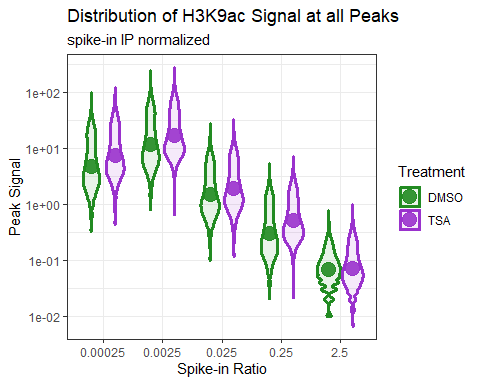 Distribution of H3K9ac Signal at all Peaks
spike-in IP normalized
Peak Signal
1e+02
1e+01
1e+00
1e-01
1e-02
0.00025
0.0025
0.025
0.25
2.5
Spike-in Ratio
Treatment
DMSO
TSA